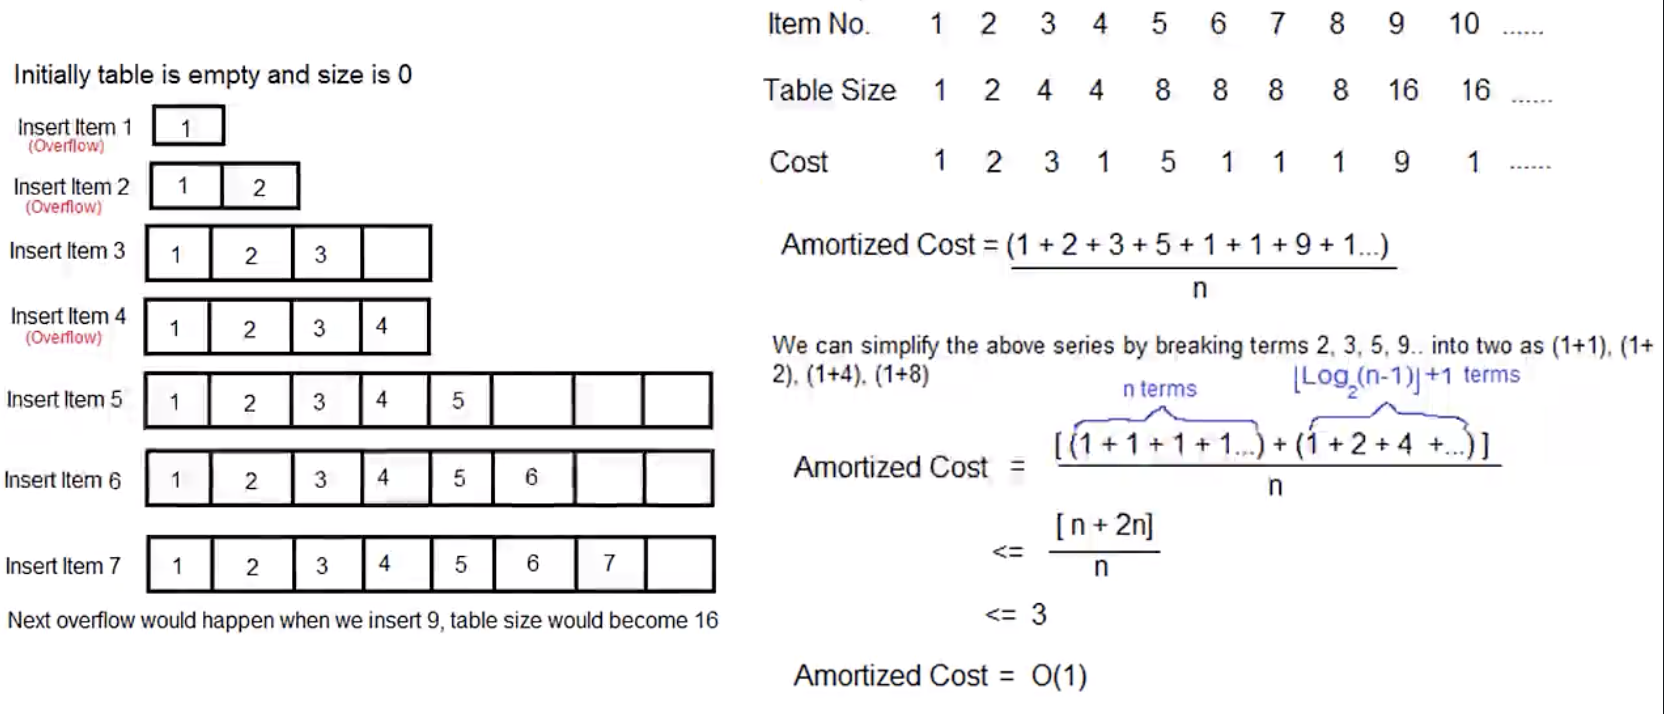 Initially table is empty and size is 0
Insert Item 1
(Overflow)
1
Insert Item 2
(Overflow)
1 2
Insert Item 3
1 2 3
Insert Item 4
(Overflow)
1 2 3 4
Insert Item 5
1 2 3 4 5
Insert Item 6
1 2 3 4 5 6
Insert Item 7
1 2 3 4 5 6 7
Next overflow would happen when we insert 9, table size would become 16
Item No. 1 2 3 4 5 6 7 8 9 10 ......
Table Size 1 2 4 4 8 8 8 8 16 16 ......
Cost 1 2 3 1 5 1 1 1 9 1 ......
Amortized Cost = (1 + 2 + 3 + 5 + 1 + 1 + 9 + 1...)
n
We can simplify the above series by breaking terms 2, 3, 5, 9.. into two as (1+1), (1+
2), (1+4), (1+8)
n terms
⌊Log₂(n-1)⌋+1 terms
Amortized Cost = [(1 + 1 + 1 + 1...) + (1 + 2 + 4 +...)]
n
<= [n + 2n]
n
<= 3
Amortized Cost = O(1)